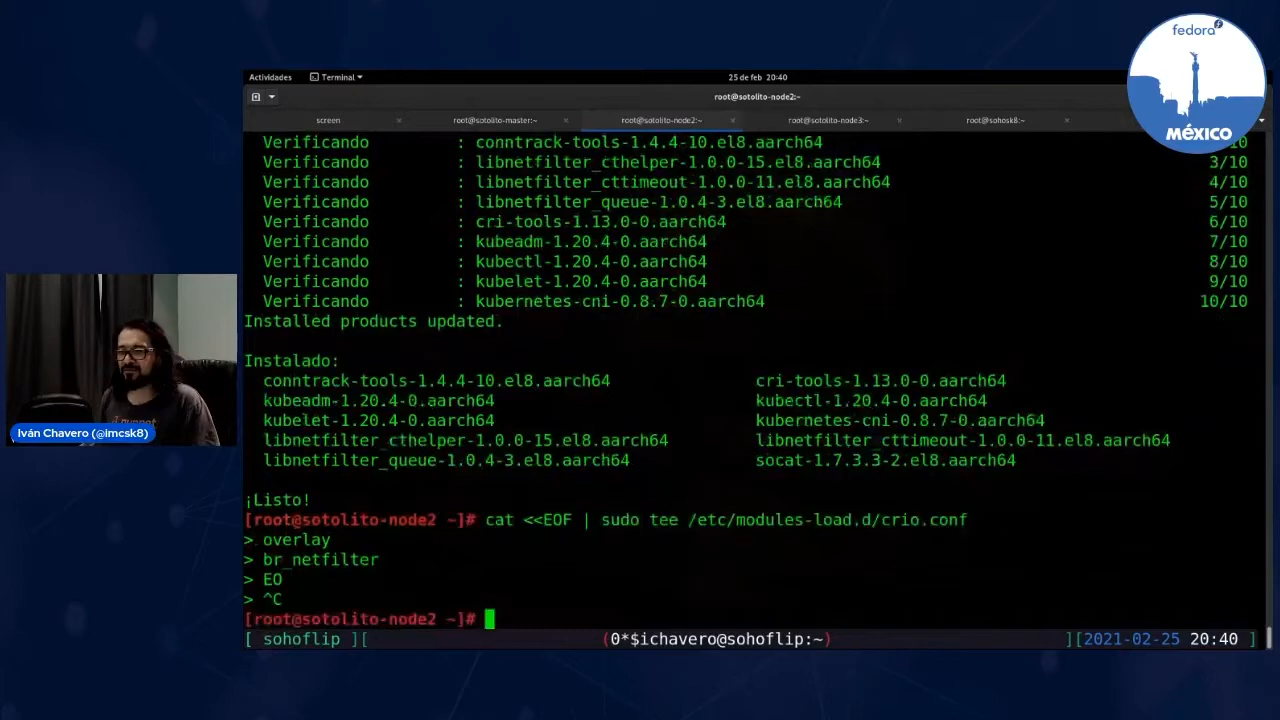 fedora
MÉXICO
Actividades Terminal 25 de feb 20:40
root@sotolito-node2:~
screen × root@sotolito-master:~ × root@sotolito-node2:~ × root@sotolito-node3:~ × root@sohosk8:~ ×
Verificando : conntrack-tools-1.4.4-10.el8.aarch64
Verificando : libnetfilter_cthelper-1.0.0-15.el8.aarch64 3/10
Verificando : libnetfilter_cttimeout-1.0.0-11.el8.aarch64 4/10
Verificando : libnetfilter_queue-1.0.4-3.el8.aarch64 5/10
Verificando : cri-tools-1.13.0-0.aarch64 6/10
Verificando : kubeadm-1.20.4-0.aarch64 7/10
Verificando : kubectl-1.20.4-0.aarch64 8/10
Verificando : kubelet-1.20.4-0.aarch64 9/10
Verificando : kubernetes-cni-0.8.7-0.aarch64 10/10
Installed products updated.
Instalado:
conntrack-tools-1.4.4-10.el8.aarch64 cri-tools-1.13.0-0.aarch64
kubeadm-1.20.4-0.aarch64 kubectl-1.20.4-0.aarch64
kubelet-1.20.4-0.aarch64 kubernetes-cni-0.8.7-0.aarch64
libnetfilter_cthelper-1.0.0-15.el8.aarch64 libnetfilter_cttimeout-1.0.0-11.el8.aarch64
libnetfilter_queue-1.0.4-3.el8.aarch64 socat-1.7.3.3-2.el8.aarch64
¡Listo!
[root@sotolito-node2 ~]# cat <<EOF | sudo tee /etc/modules-load.d/crio.conf
> overlay
> br_netfilter
> EO
> ^C
[root@sotolito-node2 ~]#
[ sohoflip ][ (0*$ichavero@sohoflip:~) ][2021-02-25 20:40 ]
Iván Chavero (@imcsk8)